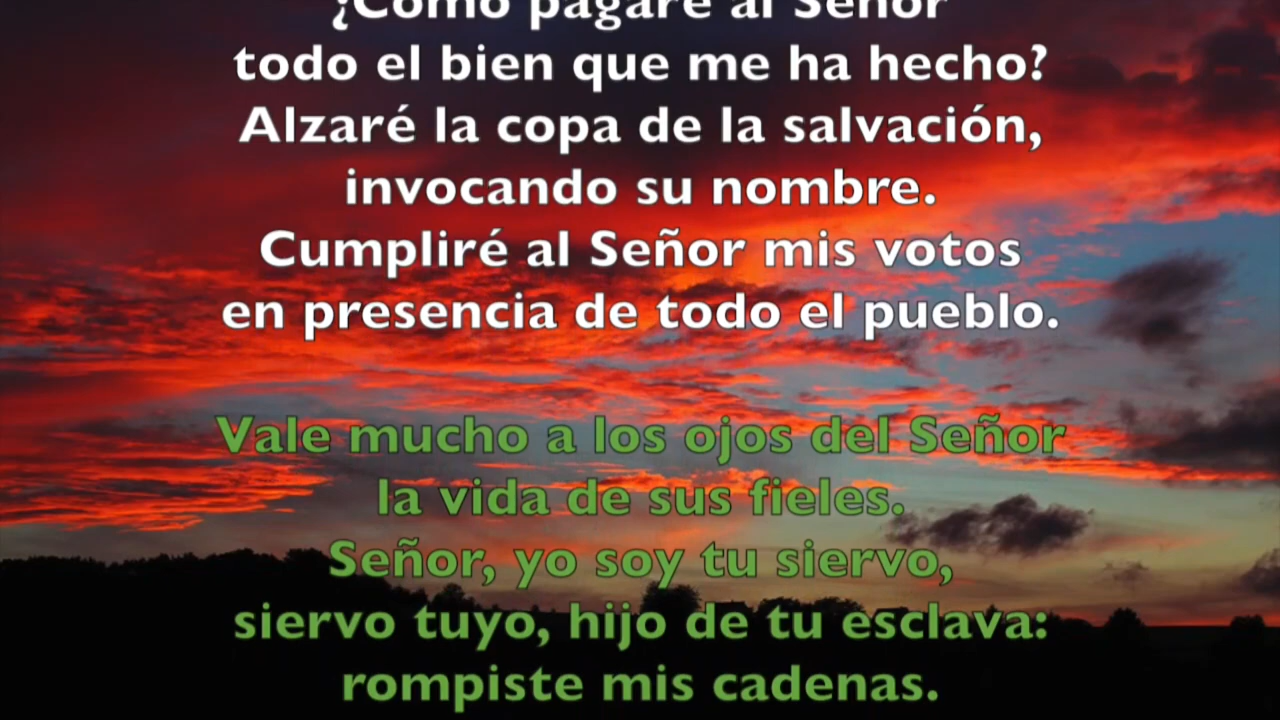 ¿Cómo pagaré al Señor
todo el bien que me ha hecho?
Alzaré la copa de la salvación,
invocando su nombre.
Cumpliré al Señor mis votos
en presencia de todo el pueblo.
Vale mucho a los ojos del Señor
la vida de sus fieles.
Señor, yo soy tu siervo,
siervo tuyo, hijo de tu esclava:
rompiste mis cadenas.